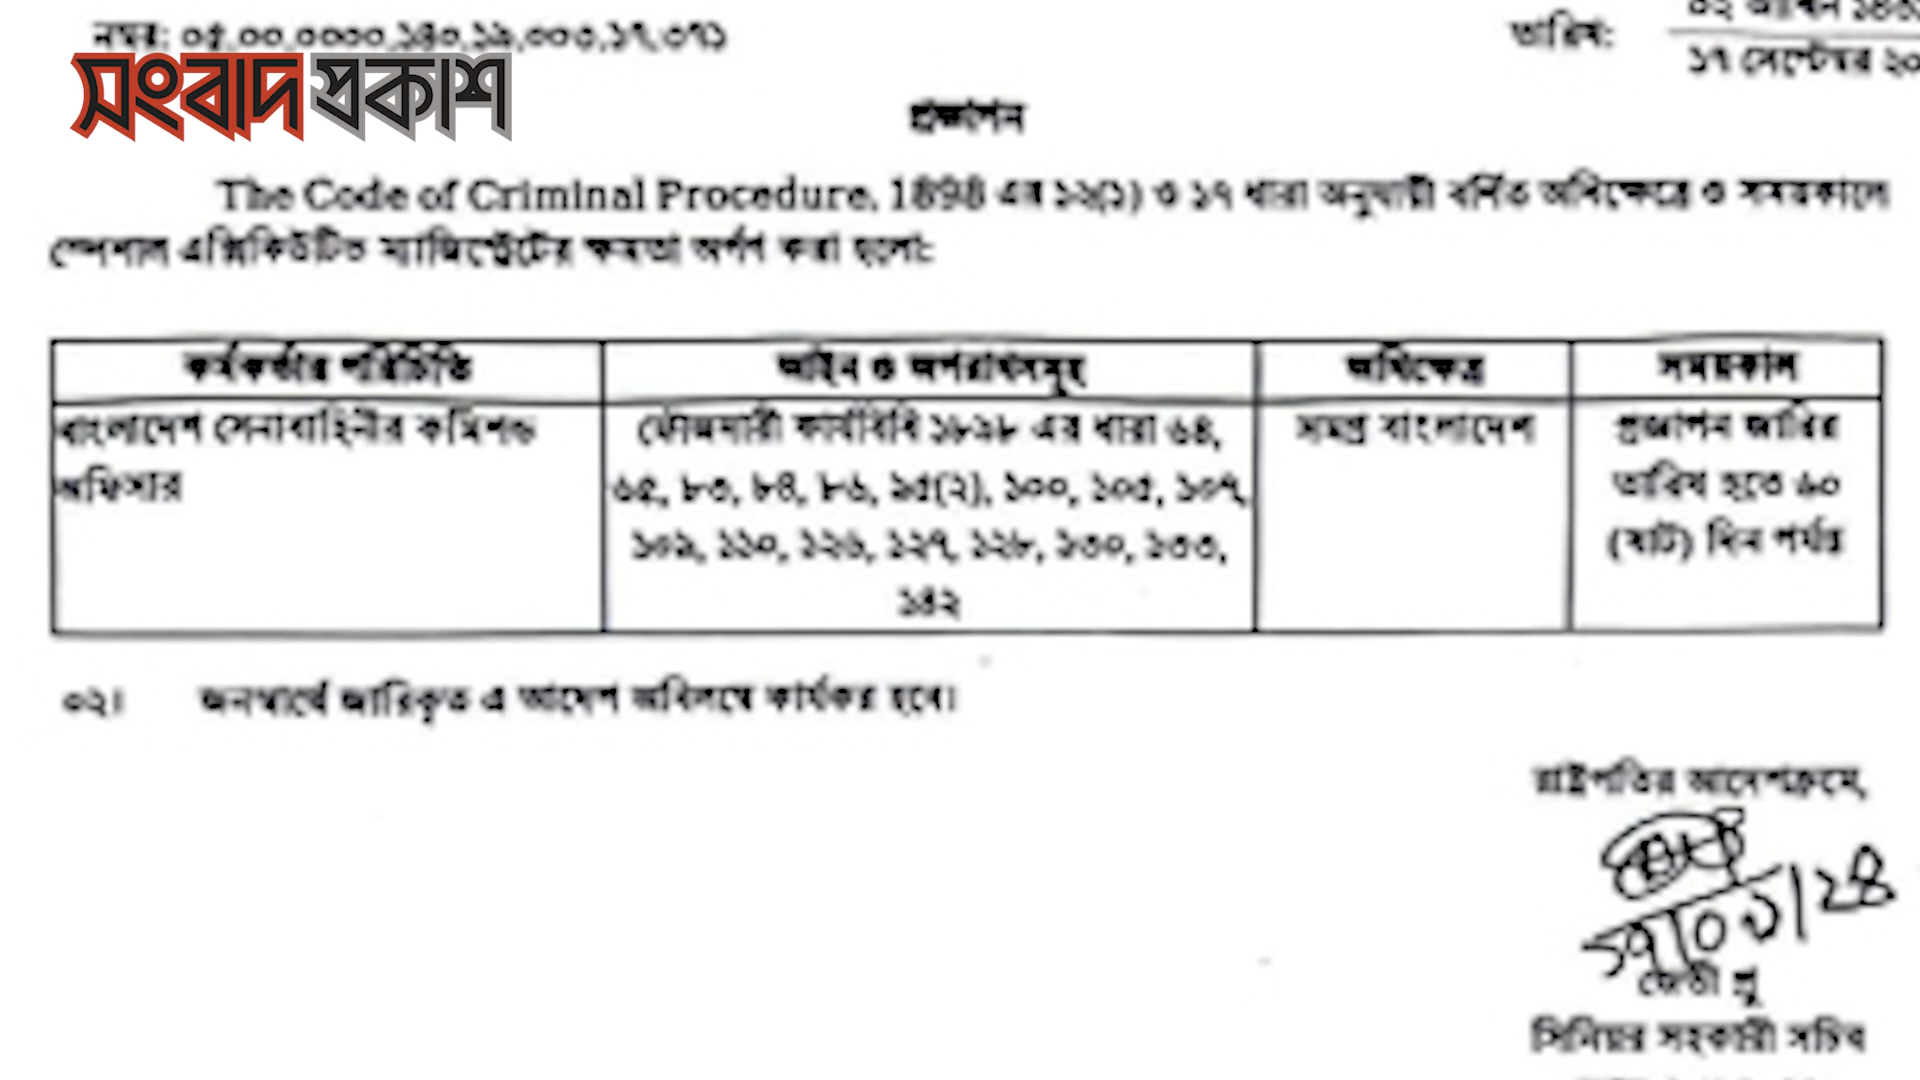 নম্বর: ০৫.০০.০০০০.১৪০.১৯.০০৩.১৭.৩৭১
তারিখ:
১৭ সেপ্টেম্বর ২০
সংবাদ প্রকাশ
প্রজ্ঞাপন
The Code of Criminal Procedure, 1898 এর ১২(১) ও ১৭ ধারা অনুযায়ী বর্ণিত অধিক্ষেত্রে ও সময়কালে
স্পেশাল এক্সিকিউটিভ ম্যাজিস্ট্রেটের ক্ষমতা অর্পণ করা হলো:
কর্মকর্তার পরিচিতি
আইন ও অপরাধসমূহ
অধিক্ষেত্র
সময়কাল
বাংলাদেশ সেনাবাহিনীর কমিশন্ড
অফিসার
ফৌজদারী কার্যবিধি ১৮৯৮ এর ধারা ৬৪,
৬৫, ৮৩, ৮৪, ৮৬, ৯৫(২), ১০০, ১০৫, ১০৭,
১০৯, ১১০, ১২৬, ১২৭, ১২৮, ১৩০, ১৩৩,
১৪২
সমগ্র বাংলাদেশ
প্রজ্ঞাপন জারির
তারিখ হতে ৬০
(ষাট) দিন পর্যন্ত
০২। জনস্বার্থে জারিকৃত এ আদেশ অবিলম্বে কার্যকর হবে।
রাষ্ট্রপতির আদেশক্রমে,
১৭|০৯|২৪
জেতী প্রু
সিনিয়র সহকারী সচিব